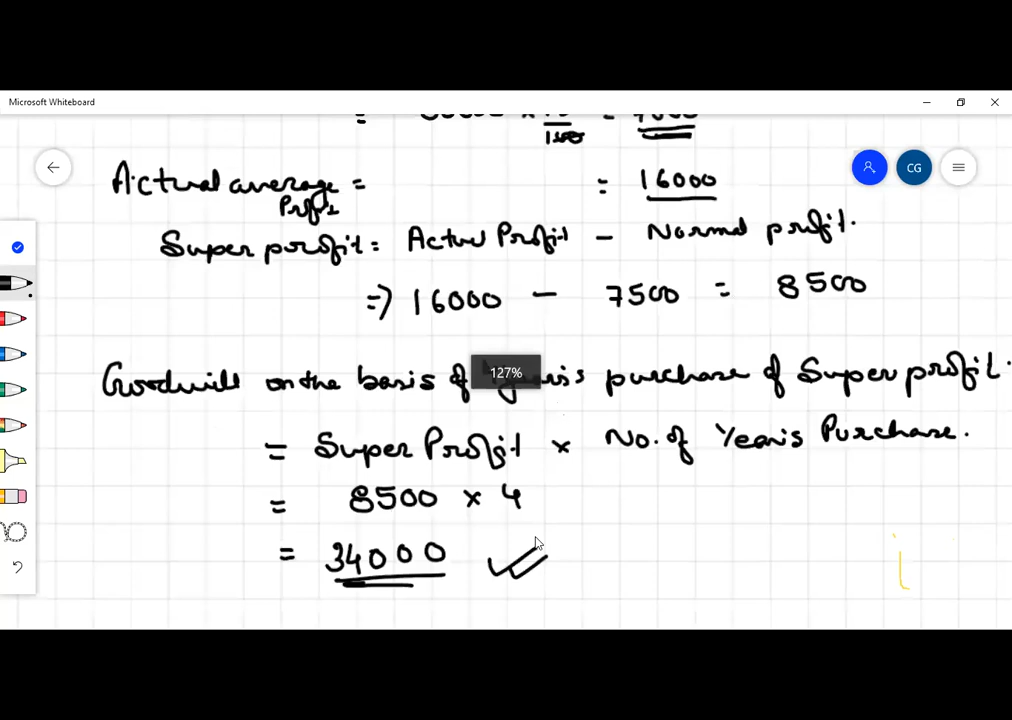 Microsoft Whiteboard
CG
Actual average = = 16000
Profit
Super profit = Actual Profit - Normal profit.
=> 16000 - 7500 = 8500
127%
Goodwill on the basis of purchase of Super profit.
= Super Profit × No. of Year's Purchase.
= 8500 × 4
= 34000